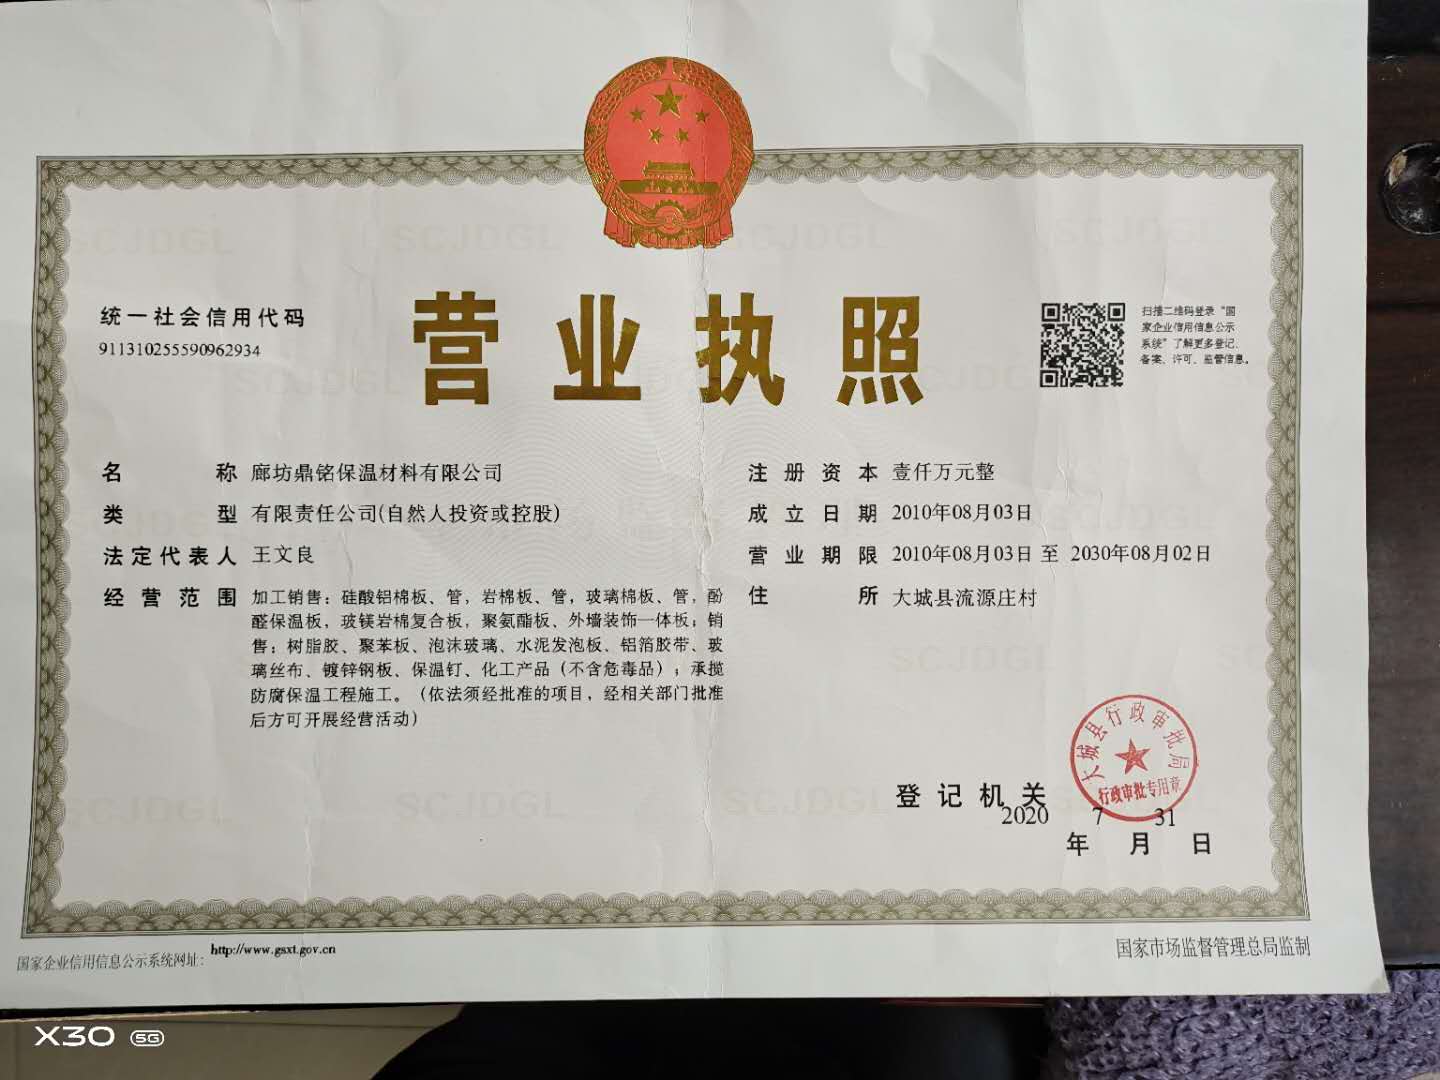 统一社会信用代码
911310255590962934
营业执照
扫描二维码登录“国
家企业信用信息公示
系统”了解更多登记、
备案、许可、监管信息。
名称 廊坊鼎铭保温材料有限公司
类型 有限责任公司(自然人投资或控股)
法定代表人 王文良
经营范围 加工销售：硅酸铝棉板、管，岩棉板、管，玻璃棉板、管，酚
醛保温板，玻镁岩棉复合板，聚氨酯板、外墙装饰一体板；销
售：树脂胶、聚苯板、泡沫玻璃、水泥发泡板、铝箔胶带、玻
璃丝布、镀锌钢板、保温钉、化工产品（不含危毒品）；承揽
防腐保温工程施工。（依法须经批准的项目，经相关部门批准
后方可开展经营活动）
注册资本 壹仟万元整
成立日期 2010年08月03日
营业期限 2010年08月03日 至 2030年08月02日
住所 大城县流源庄村
大城县行政审批局
行政审批专用章
登记机关
2020 7 31
年 月 日
国家企业信用信息公示系统网址：http://www.gsxt.gov.cn
国家市场监督管理总局监制
SCJDGL SCJDGL SCJDGL SCJDGL
X30 5G